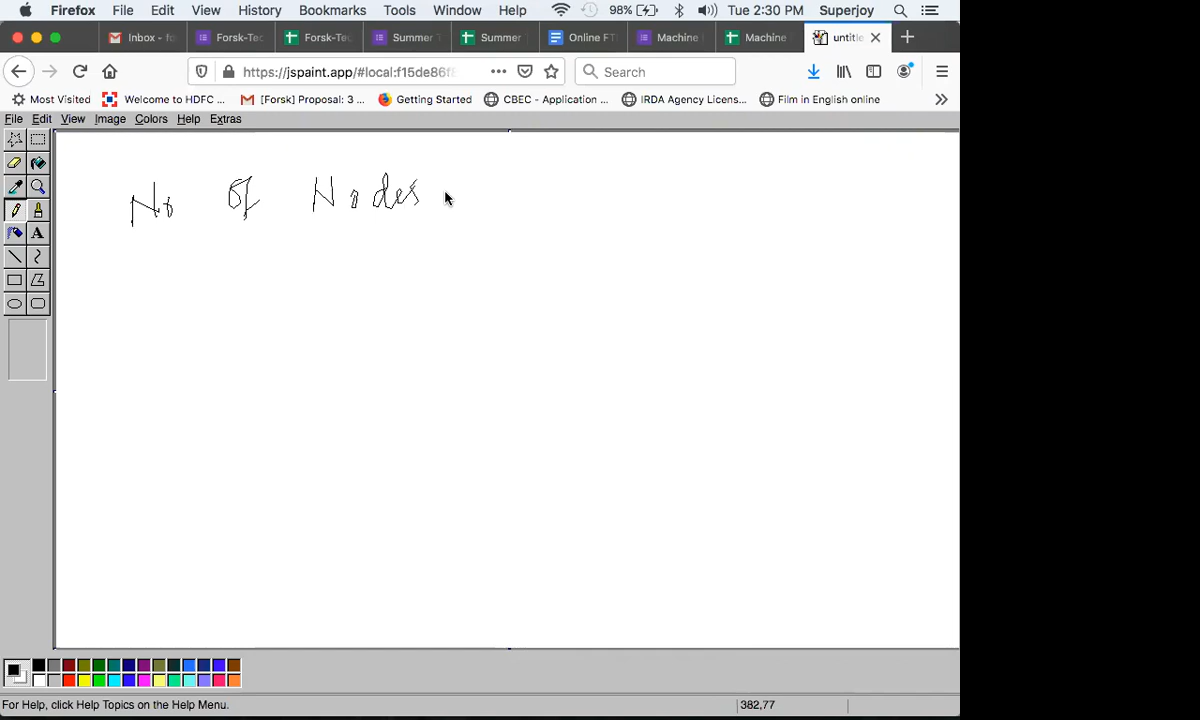 Firefox File Edit View History Bookmarks Tools Window Help 98% Tue 2:30 PM Superjoy
Inbox - fo Forsk-Tec Forsk-Tec Summer T Summer Online FT Machine Machine untitle
https://jspaint.app/#local:f15de86f8 Search
Most Visited Welcome to HDFC ... [Forsk] Proposal: 3 ... Getting Started CBEC - Application ... IRDA Agency Licens... Film in English online
File Edit View Image Colors Help Extras
No Of Nodes
For Help, click Help Topics on the Help Menu. 382,77